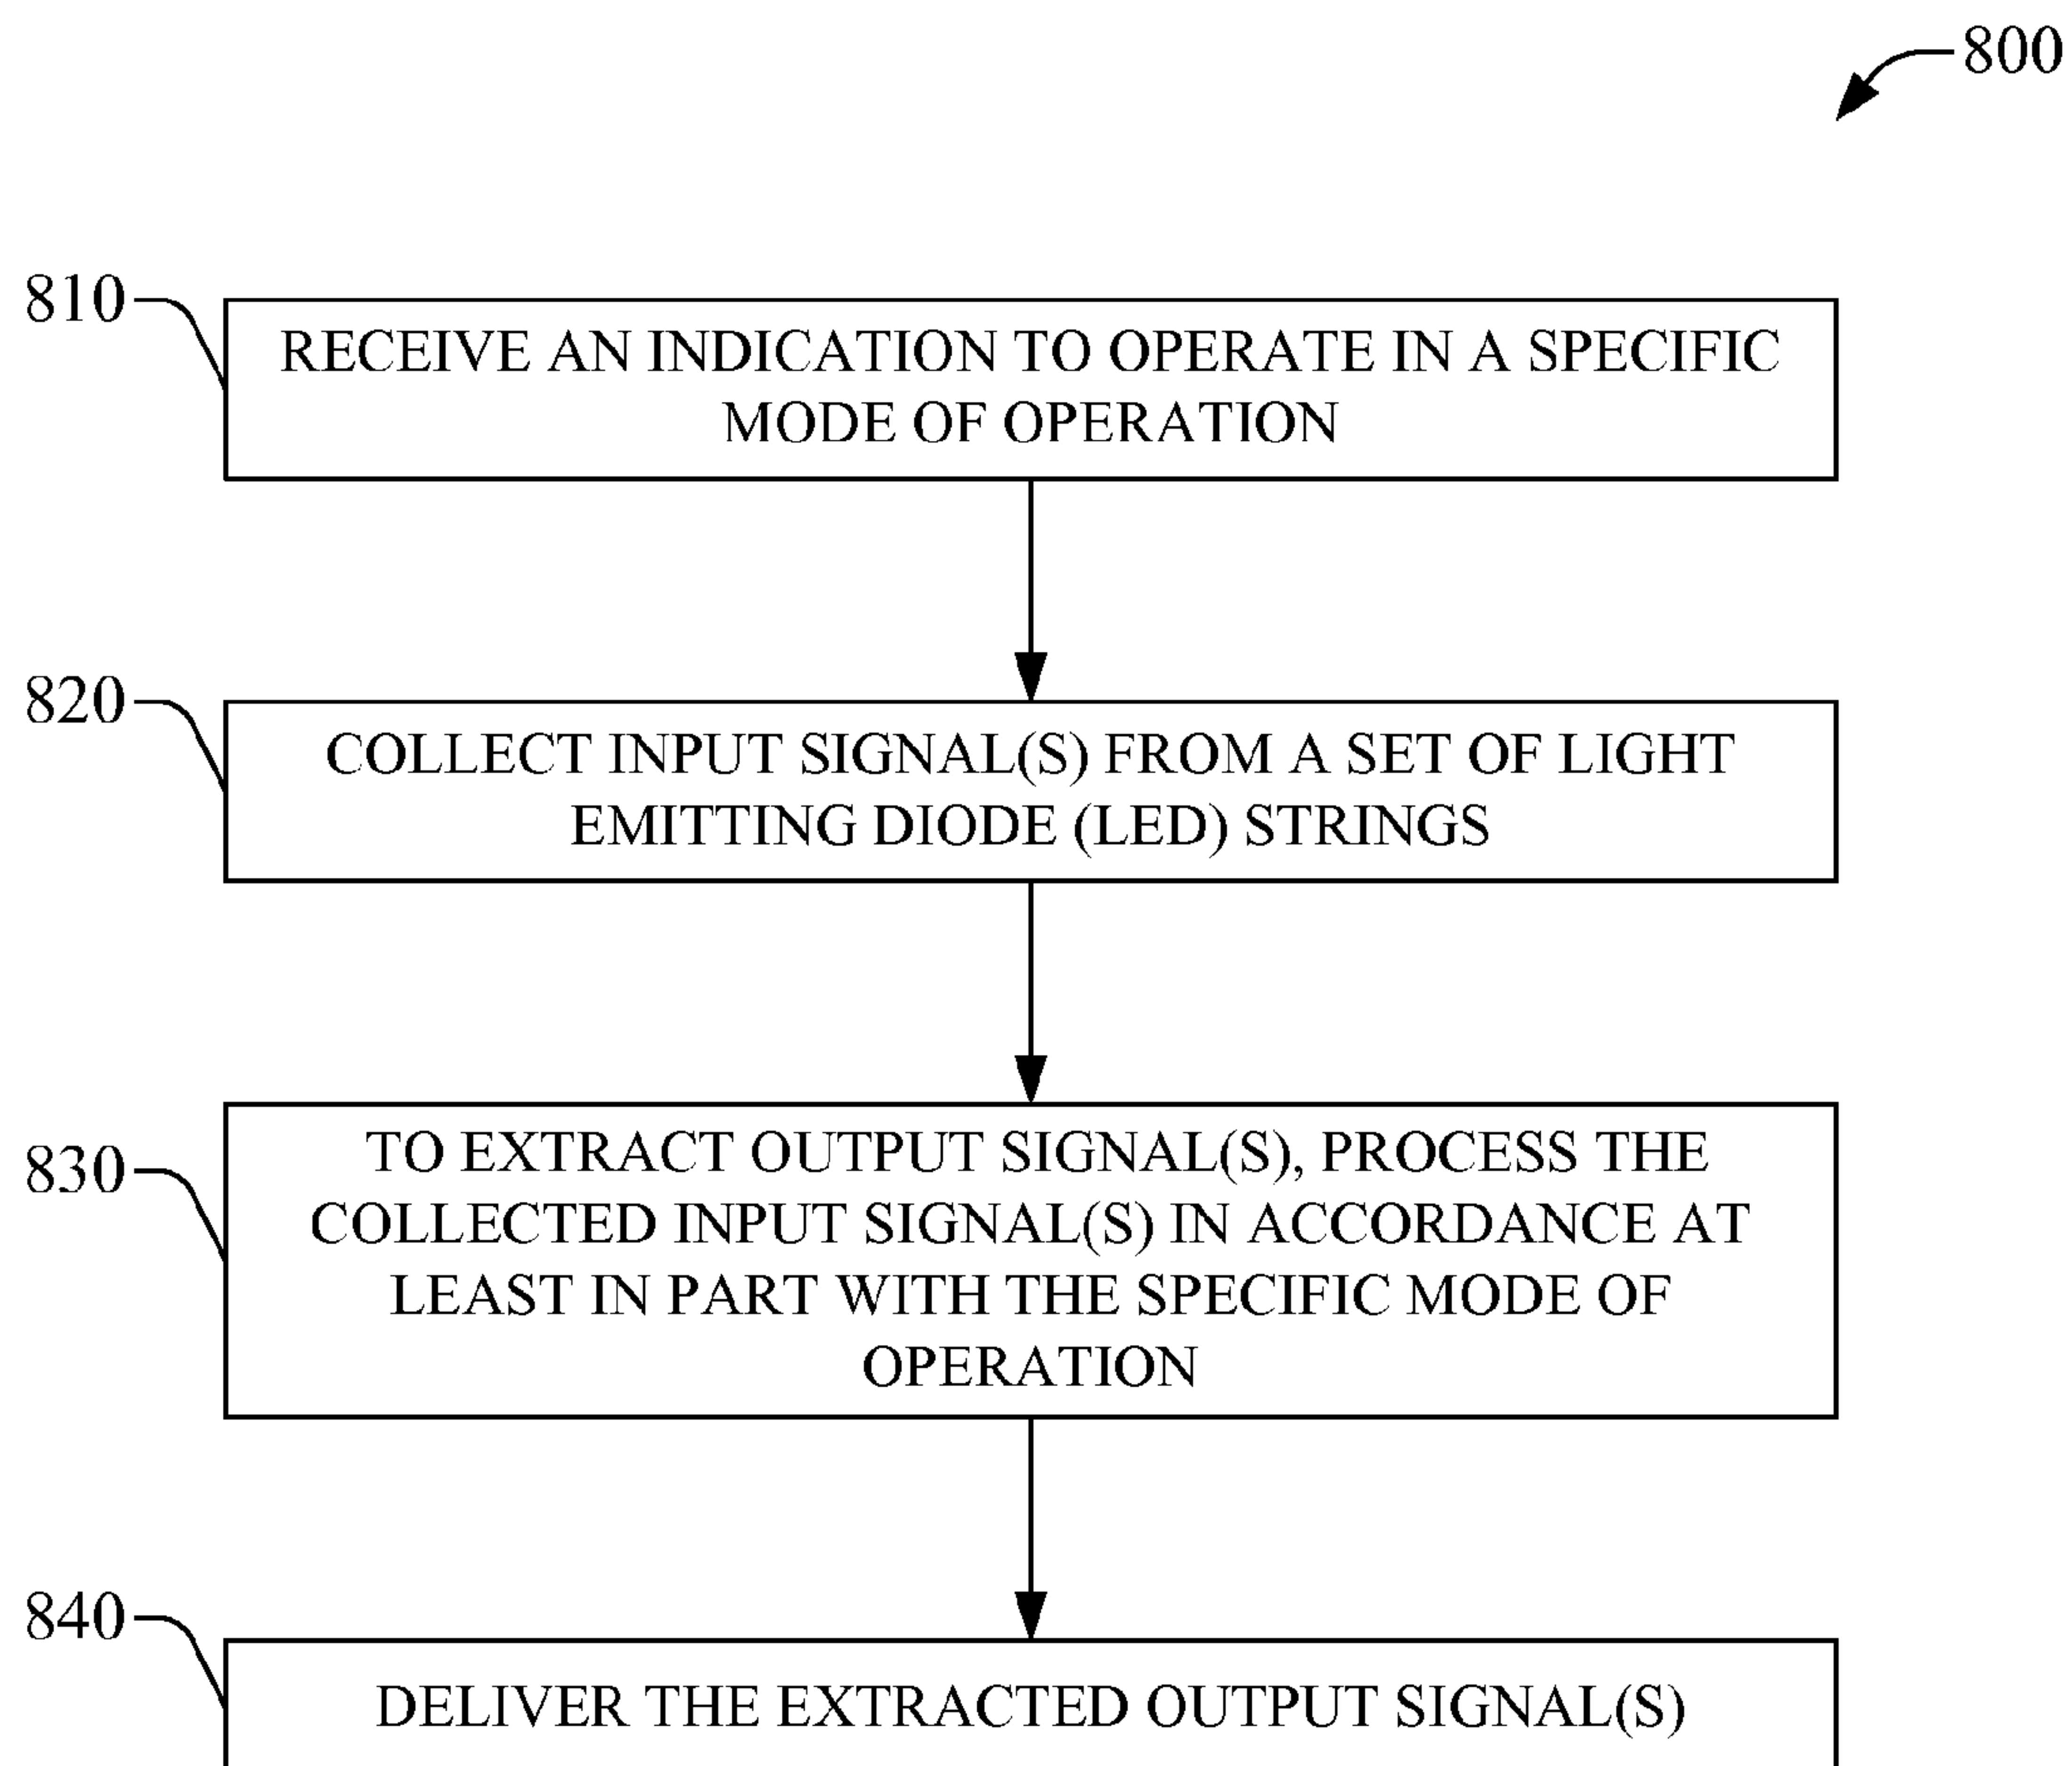 800
810
RECEIVE AN INDICATION TO OPERATE IN A SPECIFIC
MODE OF OPERATION
820
COLLECT INPUT SIGNAL(S) FROM A SET OF LIGHT
EMITTING DIODE (LED) STRINGS
830
TO EXTRACT OUTPUT SIGNAL(S), PROCESS THE
COLLECTED INPUT SIGNAL(S) IN ACCORDANCE AT
LEAST IN PART WITH THE SPECIFIC MODE OF
OPERATION
840
DELIVER THE EXTRACTED OUTPUT SIGNAL(S)